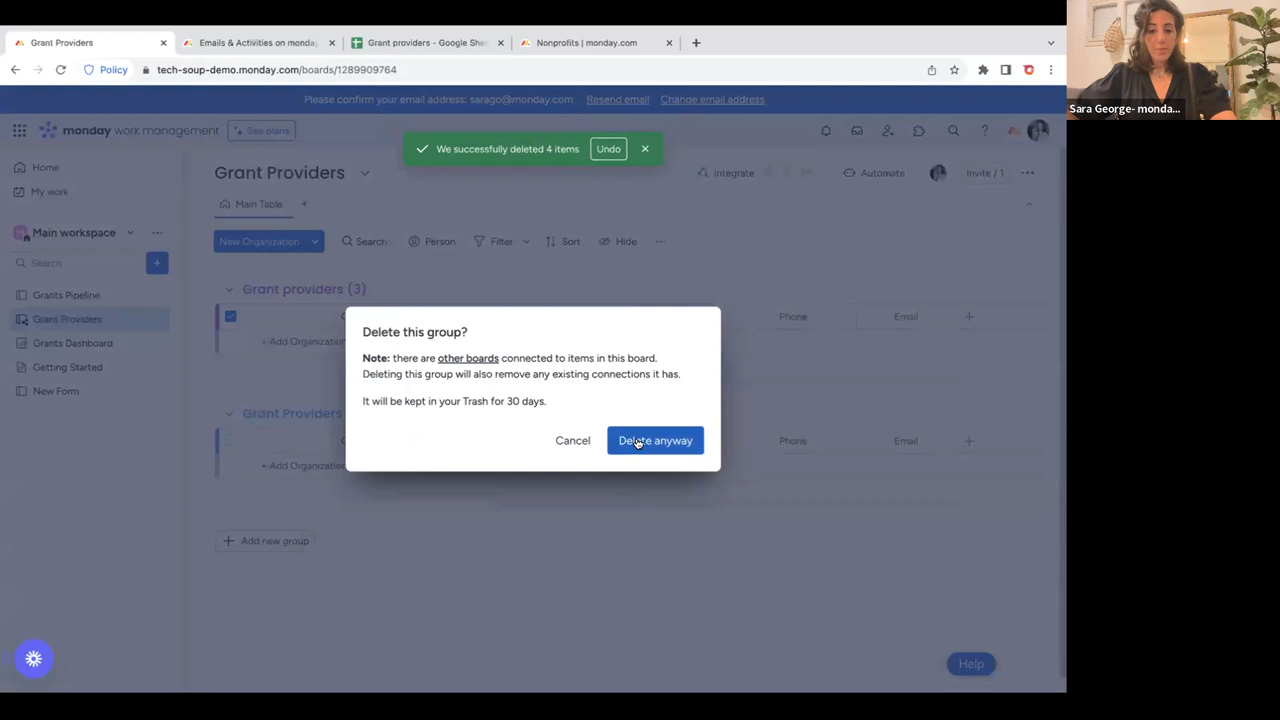 Grant Providers
Emails & Activities on monday
Grant providers - Google She
Nonprofits | monday.com
Policy
tech-soup-demo.monday.com/boards/1289909764
Sara George- monda...
Please confirm your email address: sarago@monday.com Resend email Change email address
monday work management
See plans
We successfully deleted 4 items Undo
Home
My work
Main workspace
Search
Grants Pipeline
Grant Providers
Grants Dashboard
Getting Started
New Form
Grant Providers
Integrate
Automate
Invite / 1
Main Table
New Organization
Search
Person
Filter
Sort
Hide
Grant providers (3)
Phone
Email
+ Add Organization
Delete this group?
Note: there are other boards connected to items in this board.
Deleting this group will also remove any existing connections it has.
It will be kept in your Trash for 30 days.
Cancel
Delete anyway
Grant Providers
Phone
Email
+ Add Organization
Add new group
Help